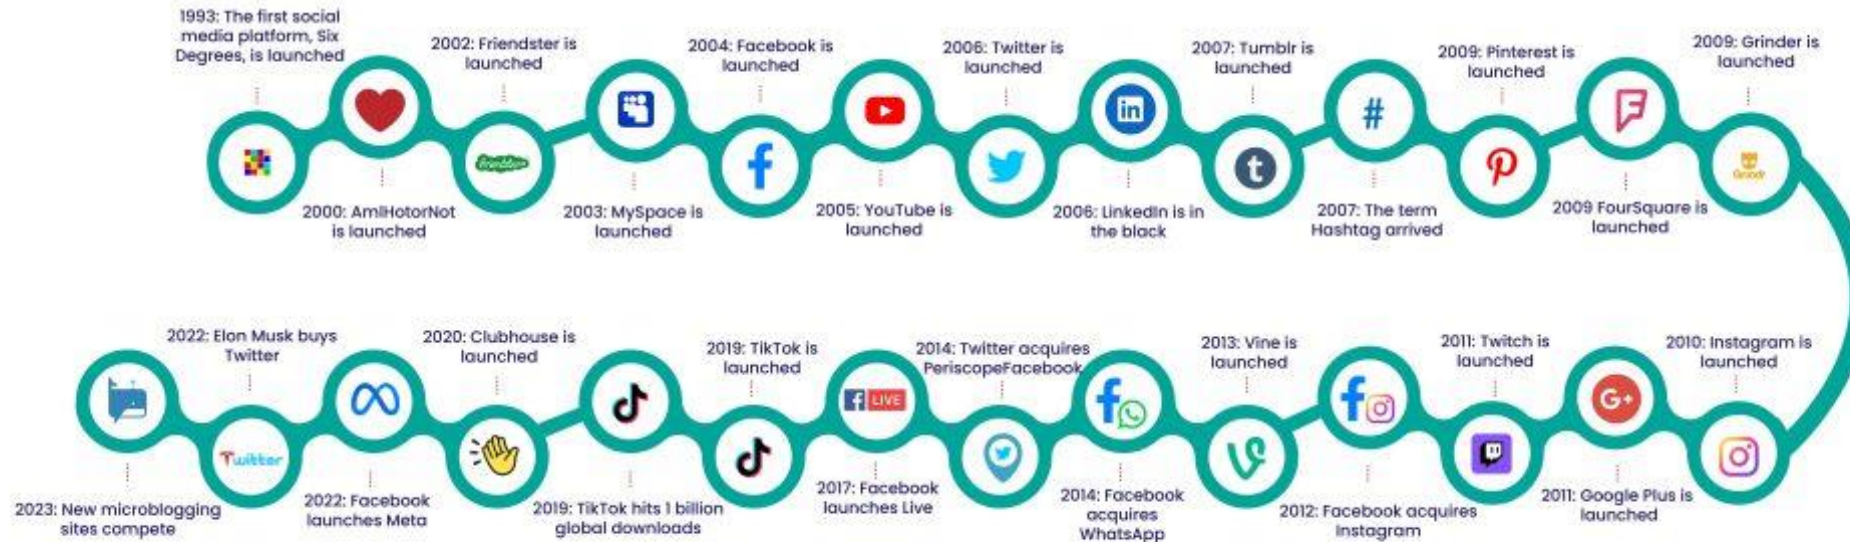 1993: The first social
media platform, Six
Degrees, is launched
2000: AmIHotorNot
is launched
2002: Friendster is
launched
friendster
2003: MySpace is
launched
2004: Facebook is
launched
f
2005: YouTube is
launched
2006: Twitter is
launched
in
2006: LinkedIn is in
the black
2007: Tumblr is
launched
t
#
2007: The term
Hashtag arrived
2009: Pinterest is
launched
2009 FourSquare is
launched
2009: Grinder is
launched
Grindr
2010: Instagram is
launched
G+
2011: Google Plus is
launched
2011: Twitch is
launched
f
2012: Facebook acquires
Instagram
2013: Vine is
launched
f
2014: Facebook
acquires
WhatsApp
2014: Twitter acquires
PeriscopeFacebook
f LIVE
2017: Facebook
launches Live
2019: TikTok is
launched
2019: TikTok hits 1 billion
global downloads
2020: Clubhouse is
launched
2022: Facebook
launches Meta
2022: Elon Musk buys
Twitter
Twitter
2023: New microblogging
sites compete